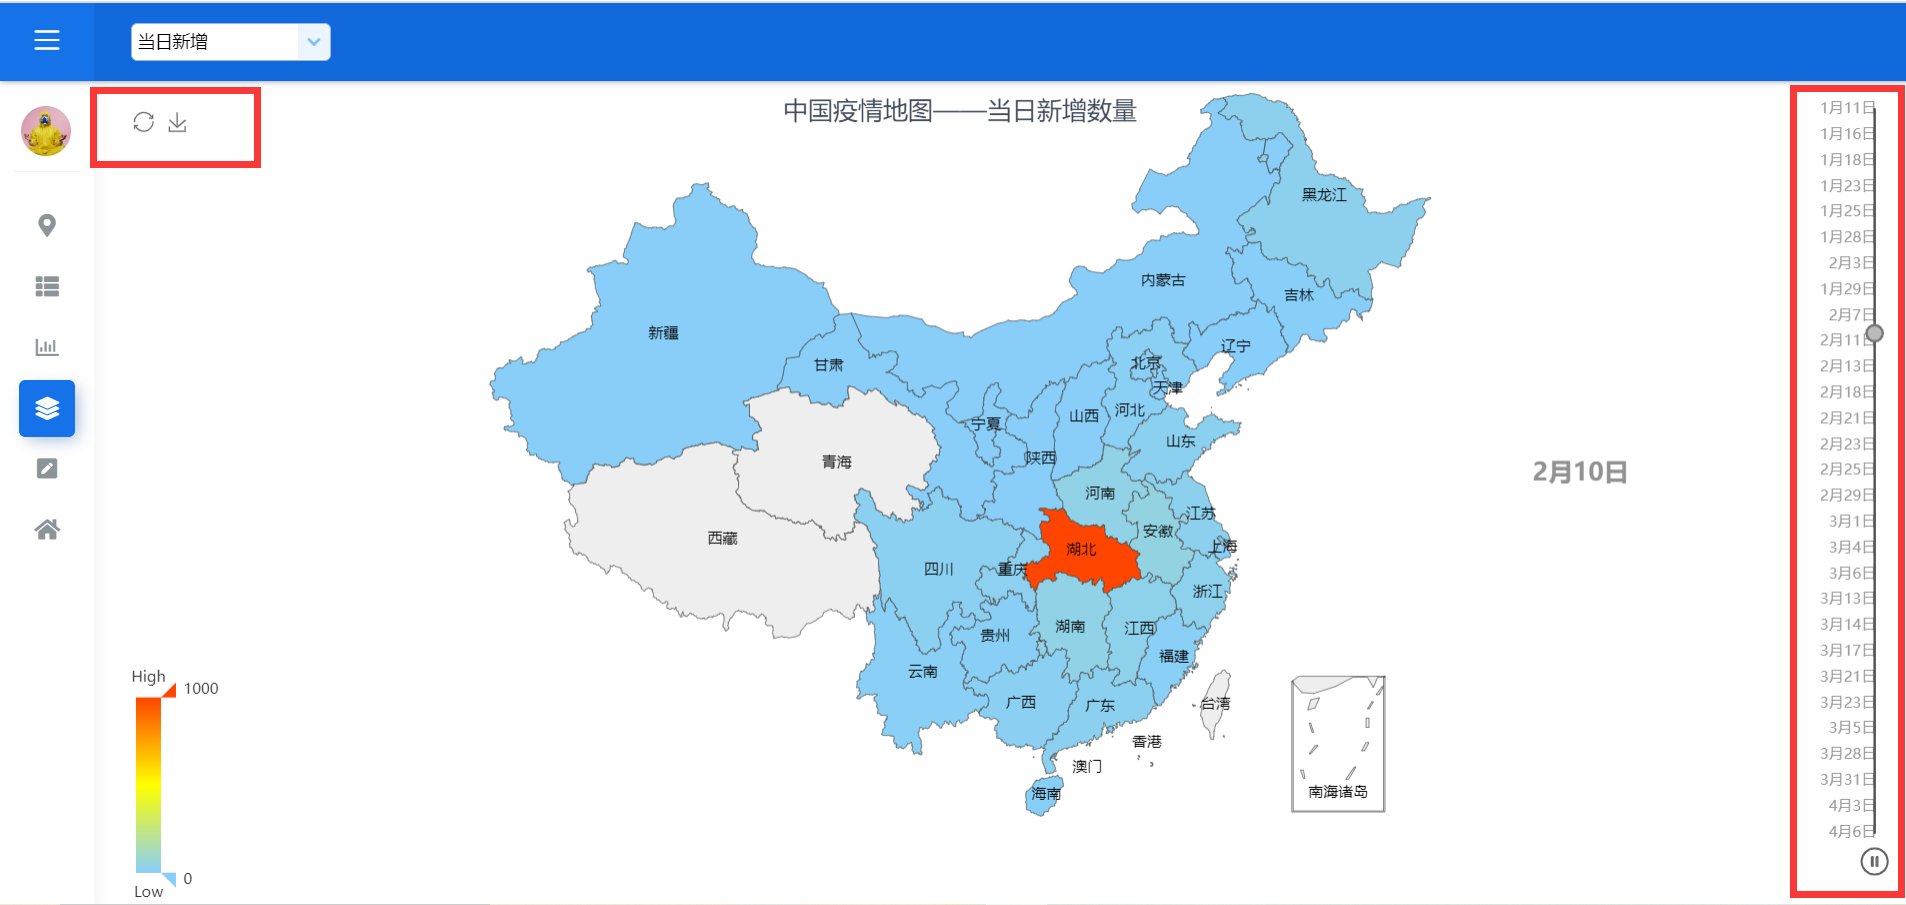 当日新增
中国疫情地图——当日新增数量
黑龙江
内蒙古
吉林
新疆
辽宁
甘肃
北京
天津
河北
山西
宁夏
山东
陕西
青海
河南
江苏
安徽
西藏
上海
湖北
四川
重庆
浙江
湖南
江西
贵州
福建
云南
广西
广东
台湾
香港
澳门
海南
南海诸岛
2月10日
High
1000
0
Low
1月11日
1月16日
1月18日
1月23日
1月25日
1月28日
2月3日
1月29日
2月7日
2月11日
2月13日
2月18日
2月21日
2月23日
2月25日
2月29日
3月1日
3月4日
3月6日
3月13日
3月14日
3月17日
3月21日
3月23日
3月5日
3月28日
3月31日
4月3日
4月6日